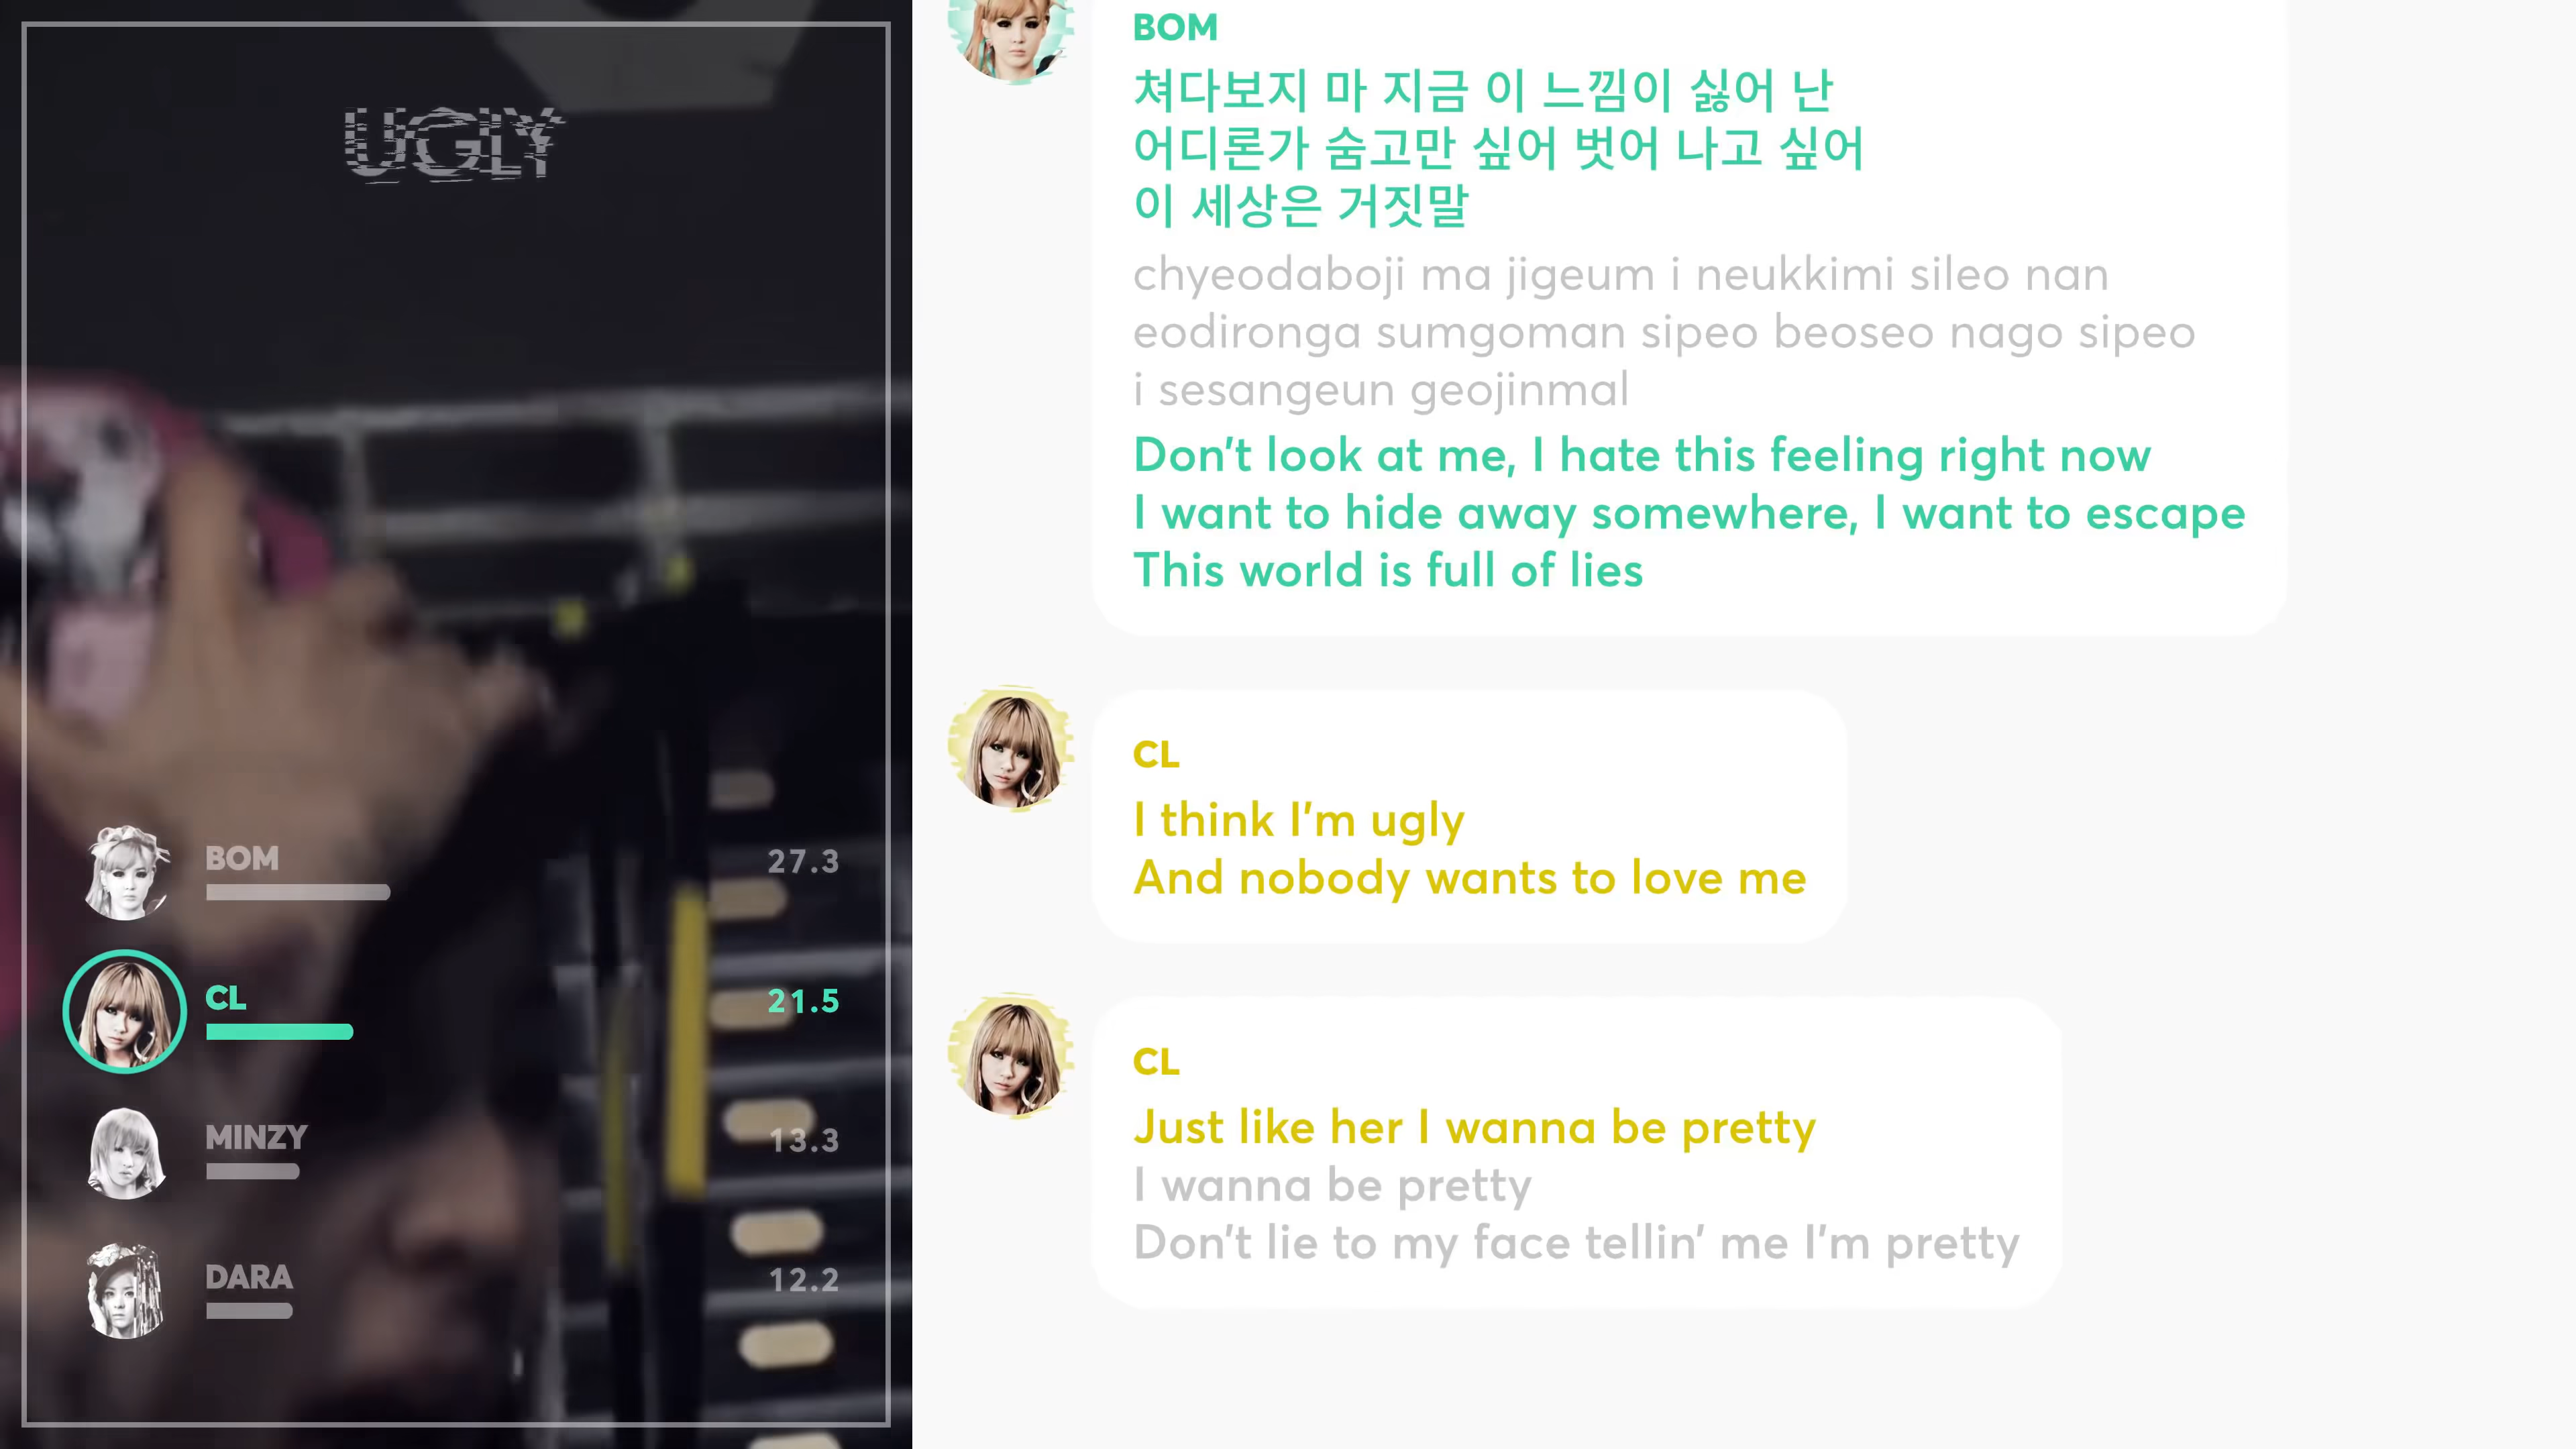 UGLY
BOM
27.3
CL
21.5
MINZY
13.3
DARA
12.2
BOM
쳐다보지 마 지금 이 느낌이 싫어 난
어디론가 숨고만 싶어 벗어 나고 싶어
이 세상은 거짓말
chyeodaboji ma jigeum i neukkimi sileo nan
eodironga sumgoman sipeo beoseo nago sipeo
i sesangeun geojinmal
Don't look at me, I hate this feeling right now
I want to hide away somewhere, I want to escape
This world is full of lies
CL
I think I'm ugly
And nobody wants to love me
CL
Just like her I wanna be pretty
I wanna be pretty
Don't lie to my face tellin' me I'm pretty